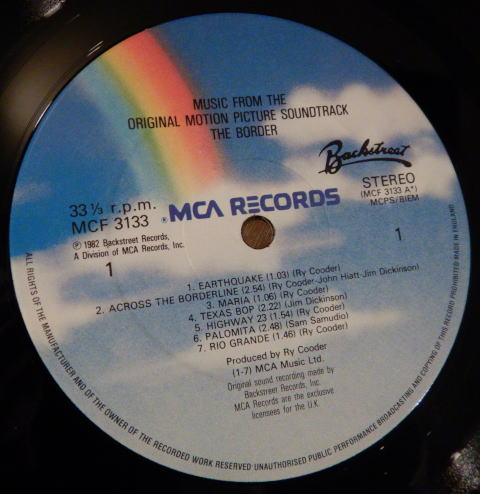 MUSIC FROM THE
ORIGINAL MOTION PICTURE SOUNDTRACK
THE BORDER
Backstreet
33 ⅓ r.p.m.
MCF 3133
MCA RECORDS
STEREO
(MCF 3133 A*)
MCPS/BIEM
℗ 1982 Backstreet Records,
A Division of MCA Records, Inc.
1
1
1. EARTHQUAKE (1.03) (Ry Cooder)
2. ACROSS THE BORDERLINE (2.54) (Ry Cooder-John Hiatt-Jim Dickinson)
3. MARIA (1.06) (Ry Cooder)
4. TEXAS BOP (2.22) (Jim Dickinson)
5. HIGHWAY 23 (1.54) (Ry Cooder)
6. PALOMITA (2.48) (Sam Samudio)
7. RIO GRANDE (1.46) (Ry Cooder)
Produced by Ry Cooder
(1-7) MCA Music Ltd.
Original sound recording made by
Backstreet Records, Inc.
MCA Records are the exclusive
licensees for the U.K.
ALL RIGHTS OF THE MANUFACTURER AND OF THE OWNER OF THE RECORDED WORK RESERVED UNAUTHORISED PUBLIC PERFORMANCE BROADCASTING AND COPYING OF THIS RECORD PROHIBITED MADE IN ENGLAND